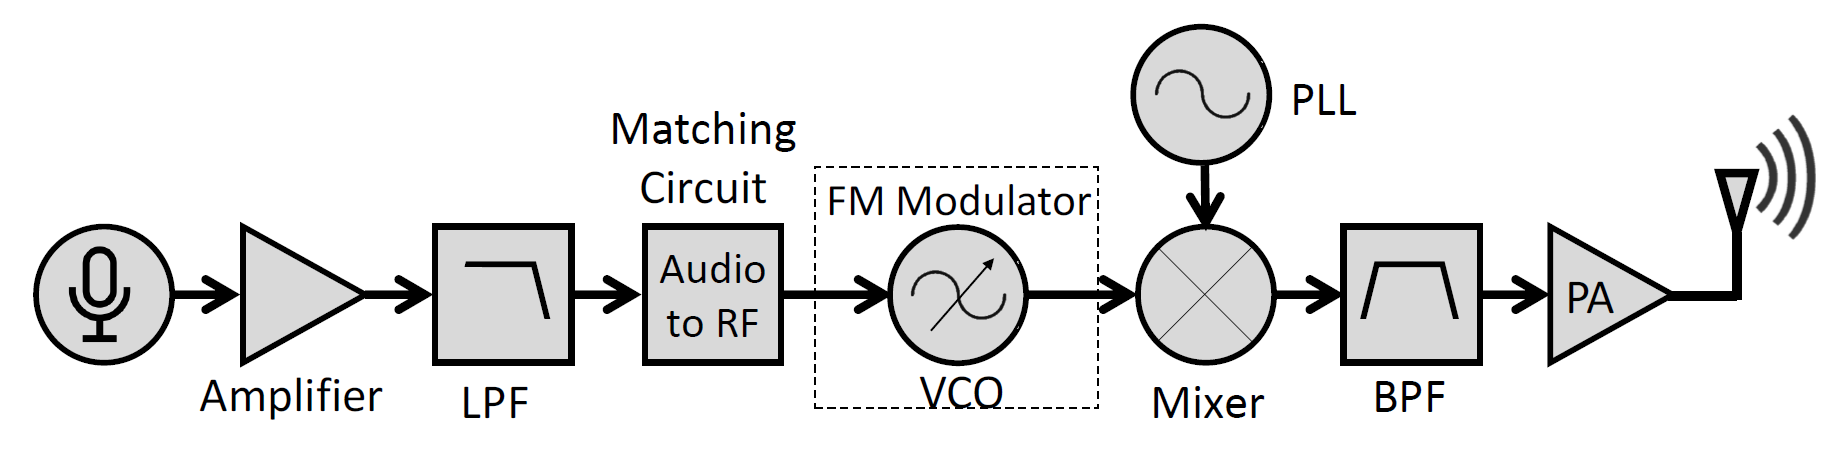 PLL
Matching
Circuit
FM Modulator
Audio
to RF
PA
Amplifier
LPF
VCO
Mixer
BPF